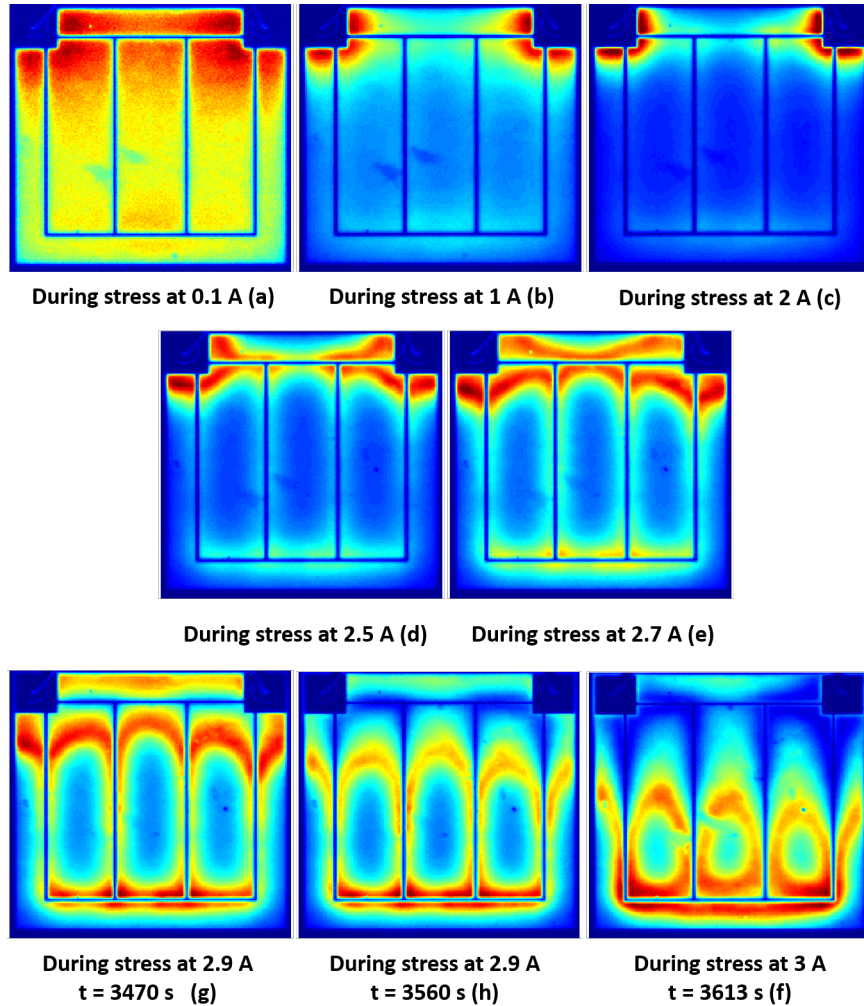 During stress at 0.1 A (a)
During stress at 1 A (b)
During stress at 2 A (c)
During stress at 2.5 A (d)
During stress at 2.7 A (e)
During stress at 2.9 A
t = 3470 s (g)
During stress at 2.9 A
t = 3560 s (h)
During stress at 3 A
t = 3613 s (f)